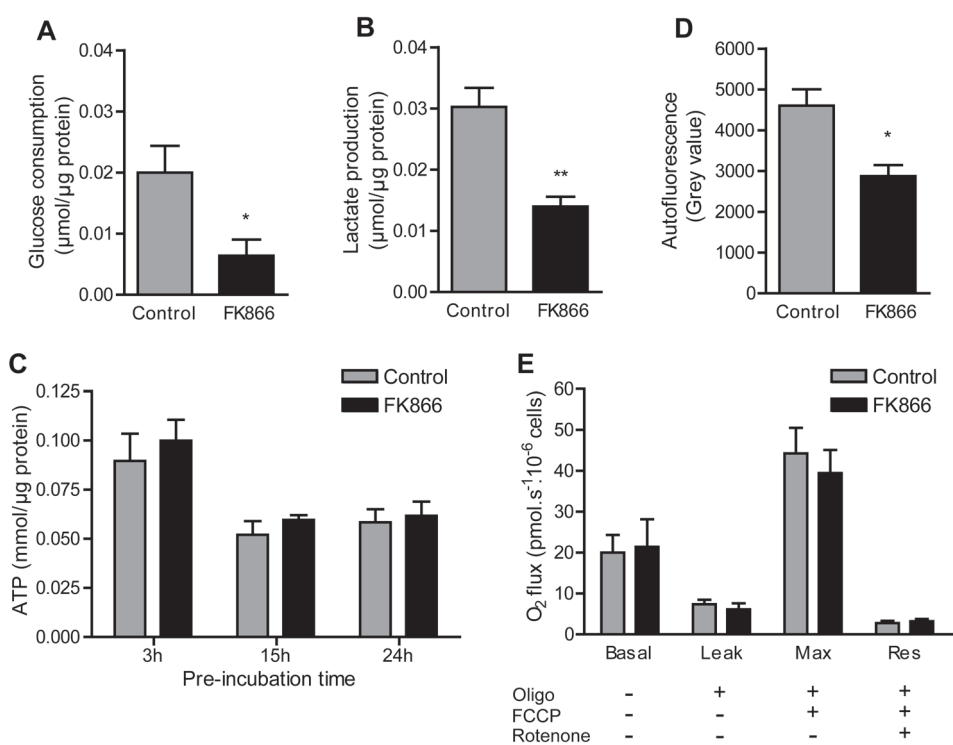 A
Glucose consumption
(µmol/µg protein)
0.04
0.03
0.02
0.01
0.00
*
Control FK866
B
Lactate production
(µmol/µg protein)
0.04
0.03
0.02
0.01
0.00
**
Control FK866
D
Autofluorescence
(Grey value)
6000
5000
4000
3000
2000
1000
0
*
Control FK866
C
Control
FK866
ATP (mmol/µg protein)
0.125
0.100
0.075
0.050
0.025
0.000
3h 15h 24h
Pre-incubation time
E
Control
FK866
O₂ flux (pmol.s⁻¹·10⁻⁶ cells)
60
50
40
30
20
10
0
Basal Leak Max Res
Oligo - + + +
FCCP - - + +
Rotenone - - - +